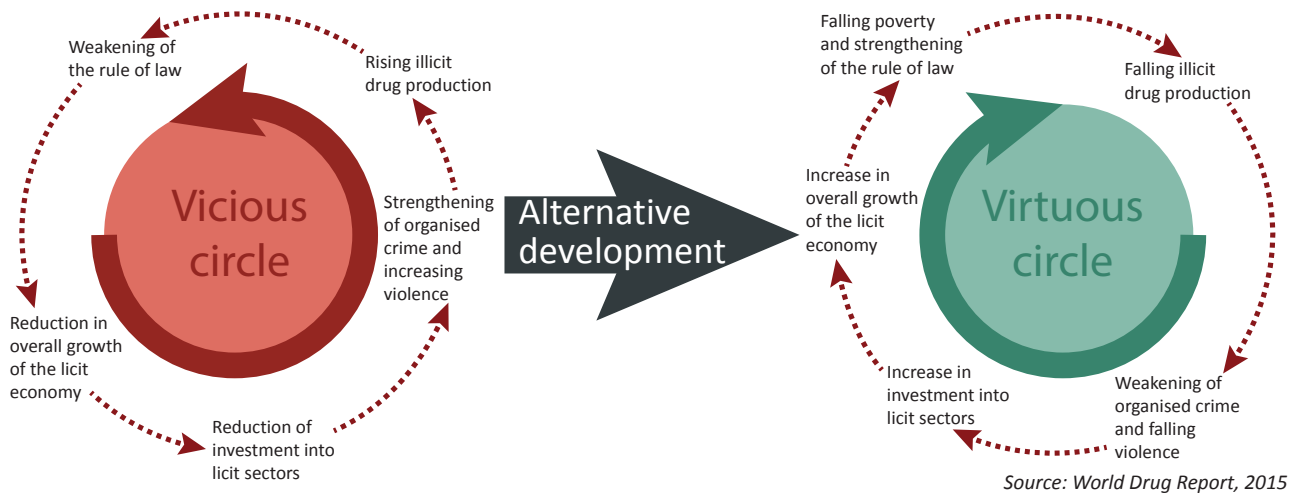 Vicious
circle
Weakening of
the rule of law
Reduction in
overall growth
of the licit
economy
Reduction of
investment into
licit sectors
Strengthening
of organised
crime and
increasing
violence
Rising illicit
drug production
Alternative
development
Virtuous
circle
Falling poverty
and strengthening
of the rule of law
Falling illicit
drug production
Weakening of
organised crime
and falling
violence
Increase in
investment into
licit sectors
Increase in
overall growth
of the licit
economy
Source: World Drug Report, 2015